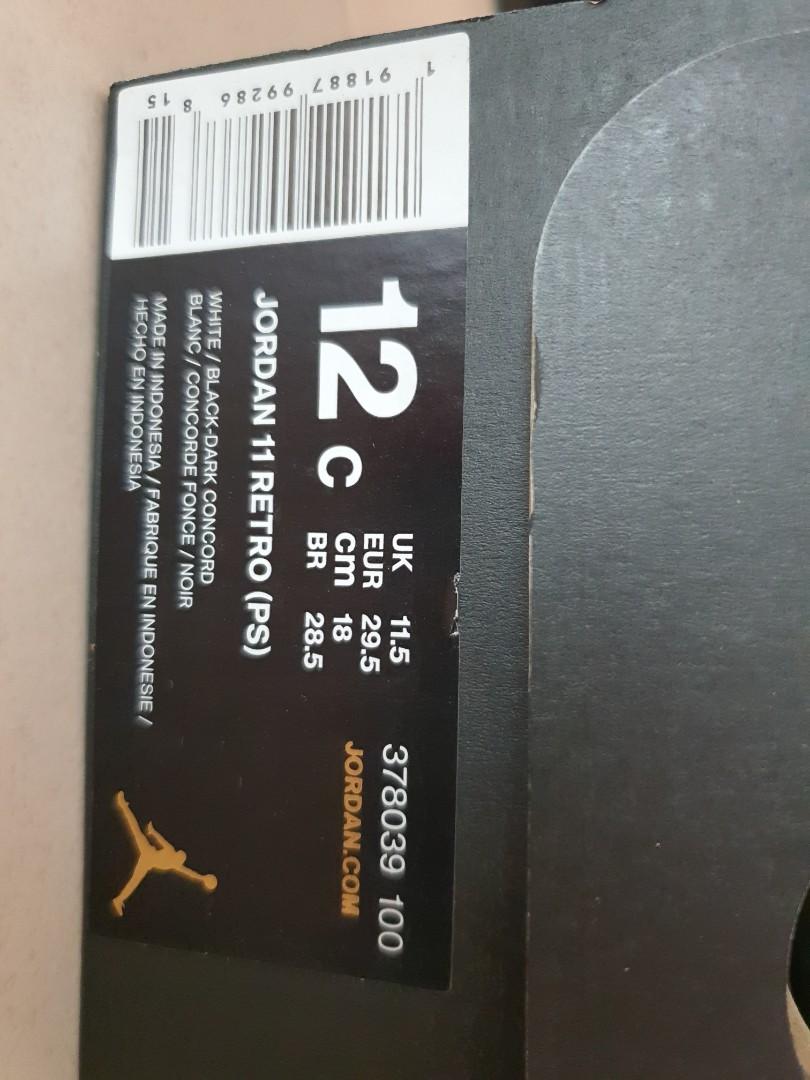 12 C
UK 11.5
EUR 29.5
cm 18
BR 28.5
378039 100
JORDAN.COM
JORDAN 11 RETRO (PS)
WHITE / BLACK-DARK CONCORD
BLANC / CONCORDE FONCE / NOIR
MADE IN INDONESIA / FABRIQUE EN INDONESIE /
HECHO EN INDONESIA
1 91887 99286 8 15